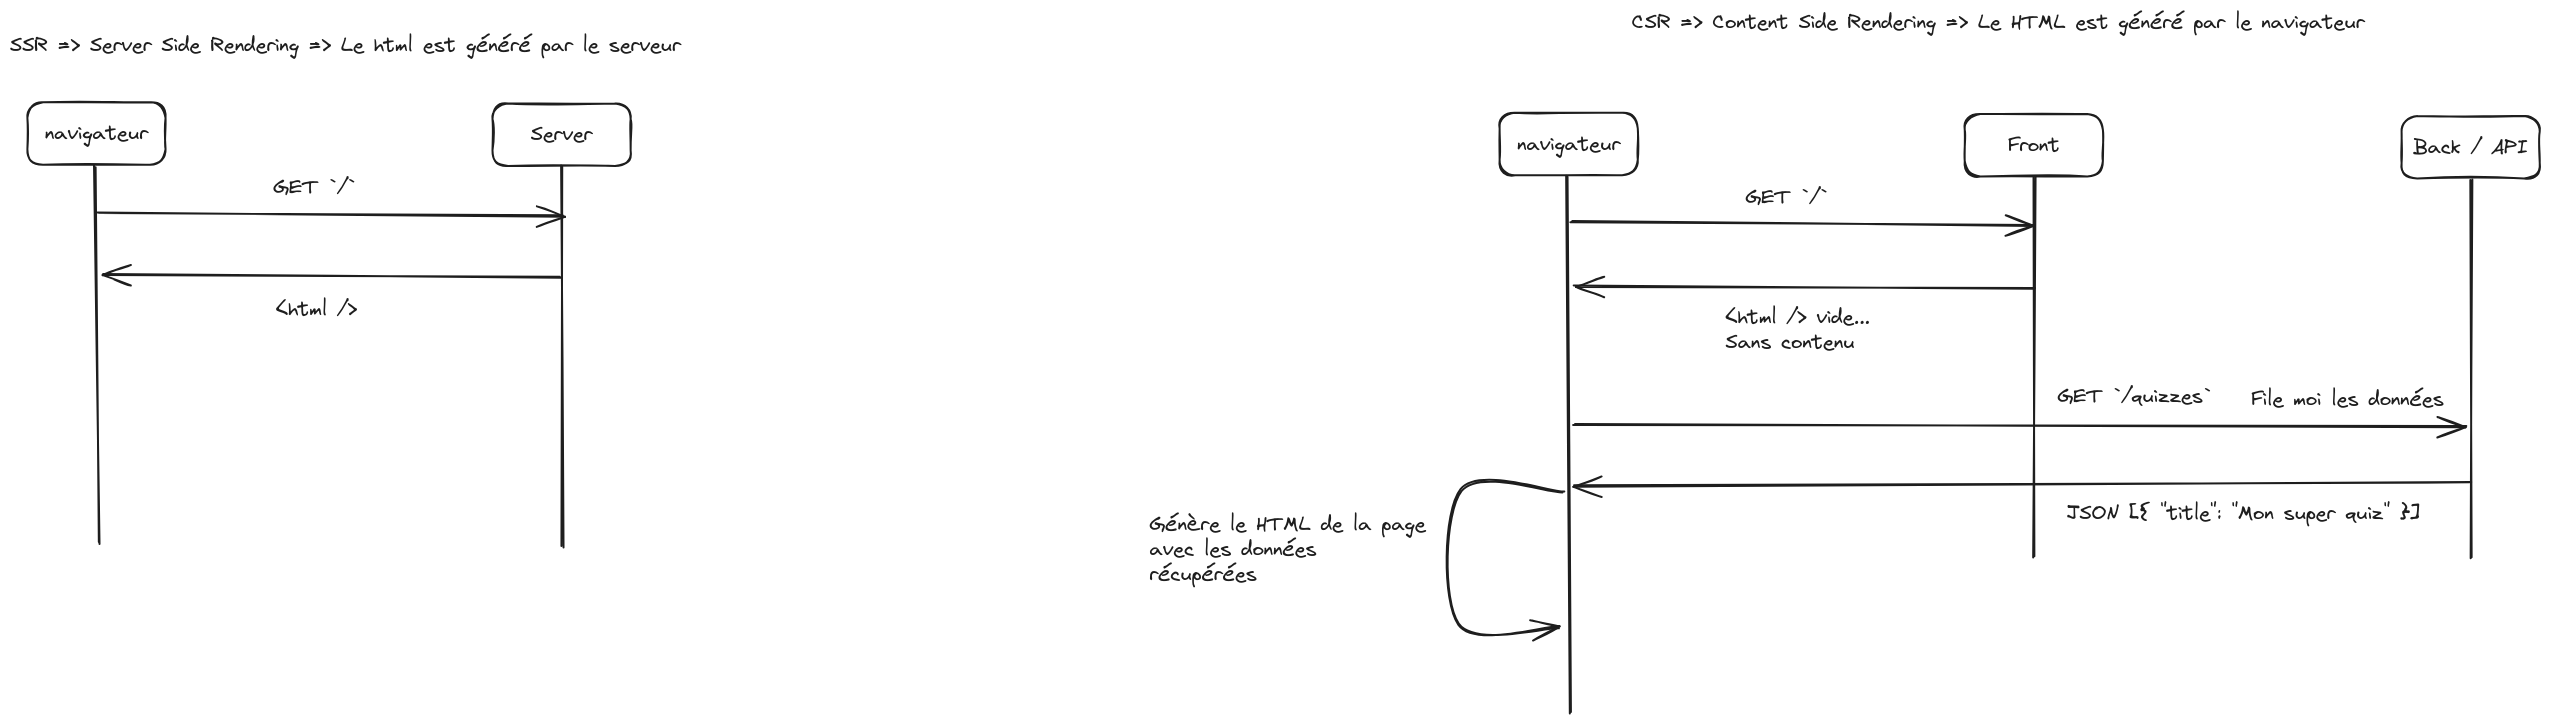 SSR => Server Side Rendering => Le html est généré par le serveur
navigateur
Server
GET `/`
<html />
CSR => Content Side Rendering => Le HTML est généré par le navigateur
navigateur
Front
Back / API
GET `/`
<html /> vide...
Sans contenu
GET `/quizzes` File moi les données
JSON [{ "title": "Mon super quiz" }]
Génère le HTML de la page
avec les données
récupérées